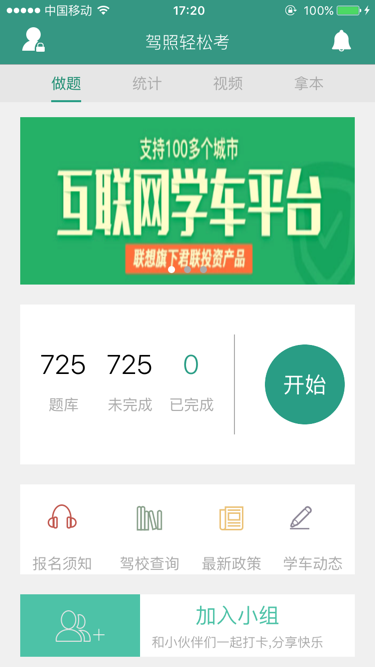 中国移动
17:20
100%
驾照轻松考
做题
统计
视频
拿本
支持100多个城市
互联网学车平台
联想旗下君联投资产品
725
725
0
题库
未完成
已完成
开始
报名须知
驾校查询
最新政策
学车动态
加入小组
和小伙伴们一起打卡,分享快乐